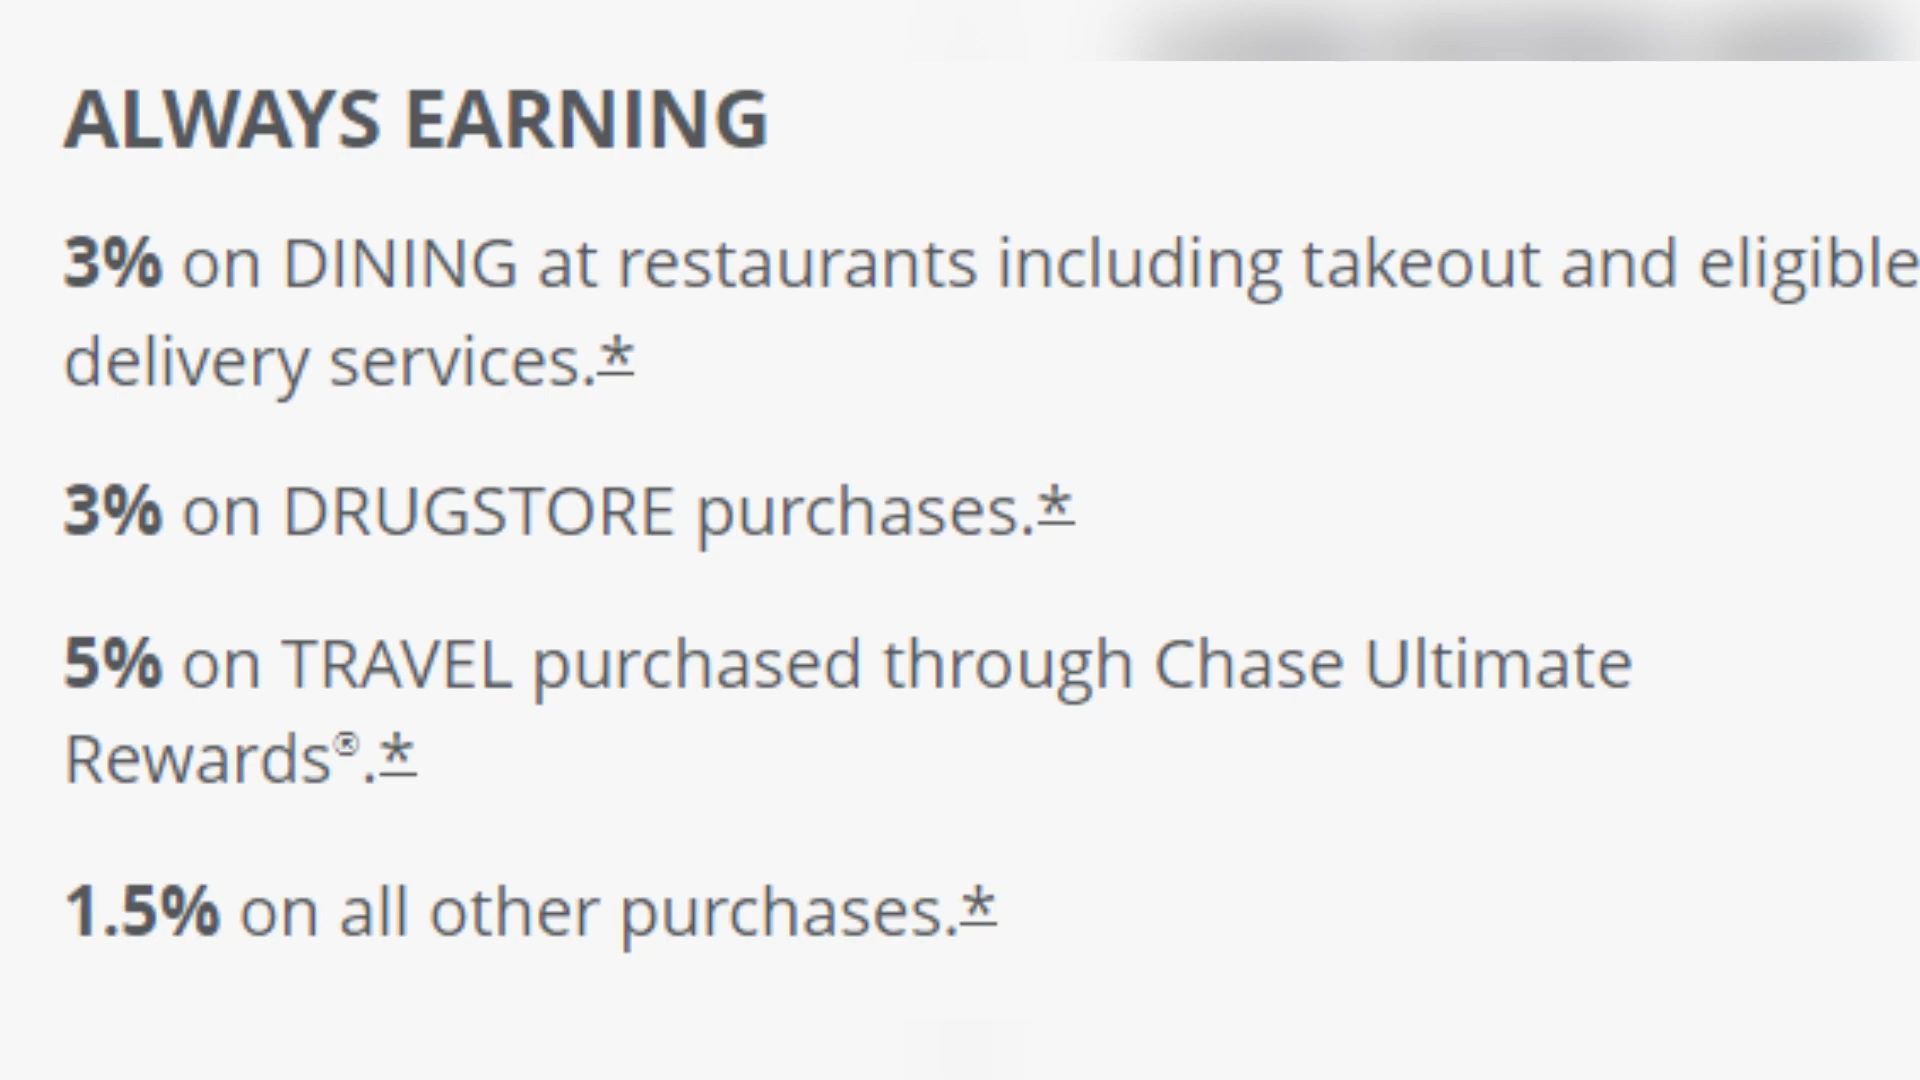 ALWAYS EARNING
3% on DINING at restaurants including takeout and eligible
delivery services.*
3% on DRUGSTORE purchases.*
5% on TRAVEL purchased through Chase Ultimate
Rewards®.*
1.5% on all other purchases.*